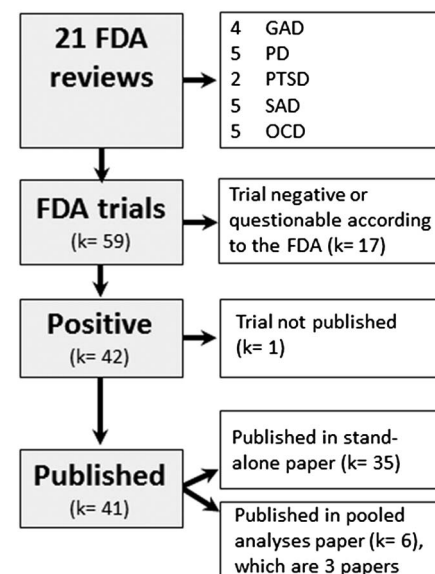 21 FDA
reviews
4 GAD
5 PD
2 PTSD
5 SAD
5 OCD
FDA trials
(k= 59)
Trial negative or
questionable according
to the FDA (k= 17)
Positive
(k= 42)
Trial not published
(k= 1)
Published
(k= 41)
Published in stand-
alone paper (k= 35)
Published in pooled
analyses paper (k= 6),
which are 3 papers